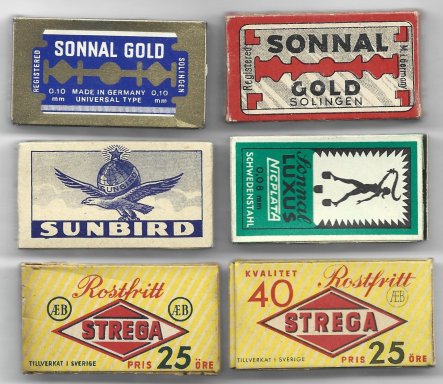 REGISTERED
SONNAL GOLD
SOLINGEN
0.10 MADE IN GERMANY 0,10
mm UNIVERSAL TYPE mm
Registered
SONNAL
M. i. Germany
GOLD
SOLINGEN
SUNBIRD
Sonnal
LUXUS
NICPLATA
0,08 mm
SCHWEDENSTAHL
Rostfritt
ÆB
ÆB
STREGA
TILLVERKAT I SVERIGE
PRIS 25 ÖRE
KVALITET
40
Rostfritt
ÆB
STREGA
TILLVERKAT I SVERIGE
PRIS 25 ÖRE